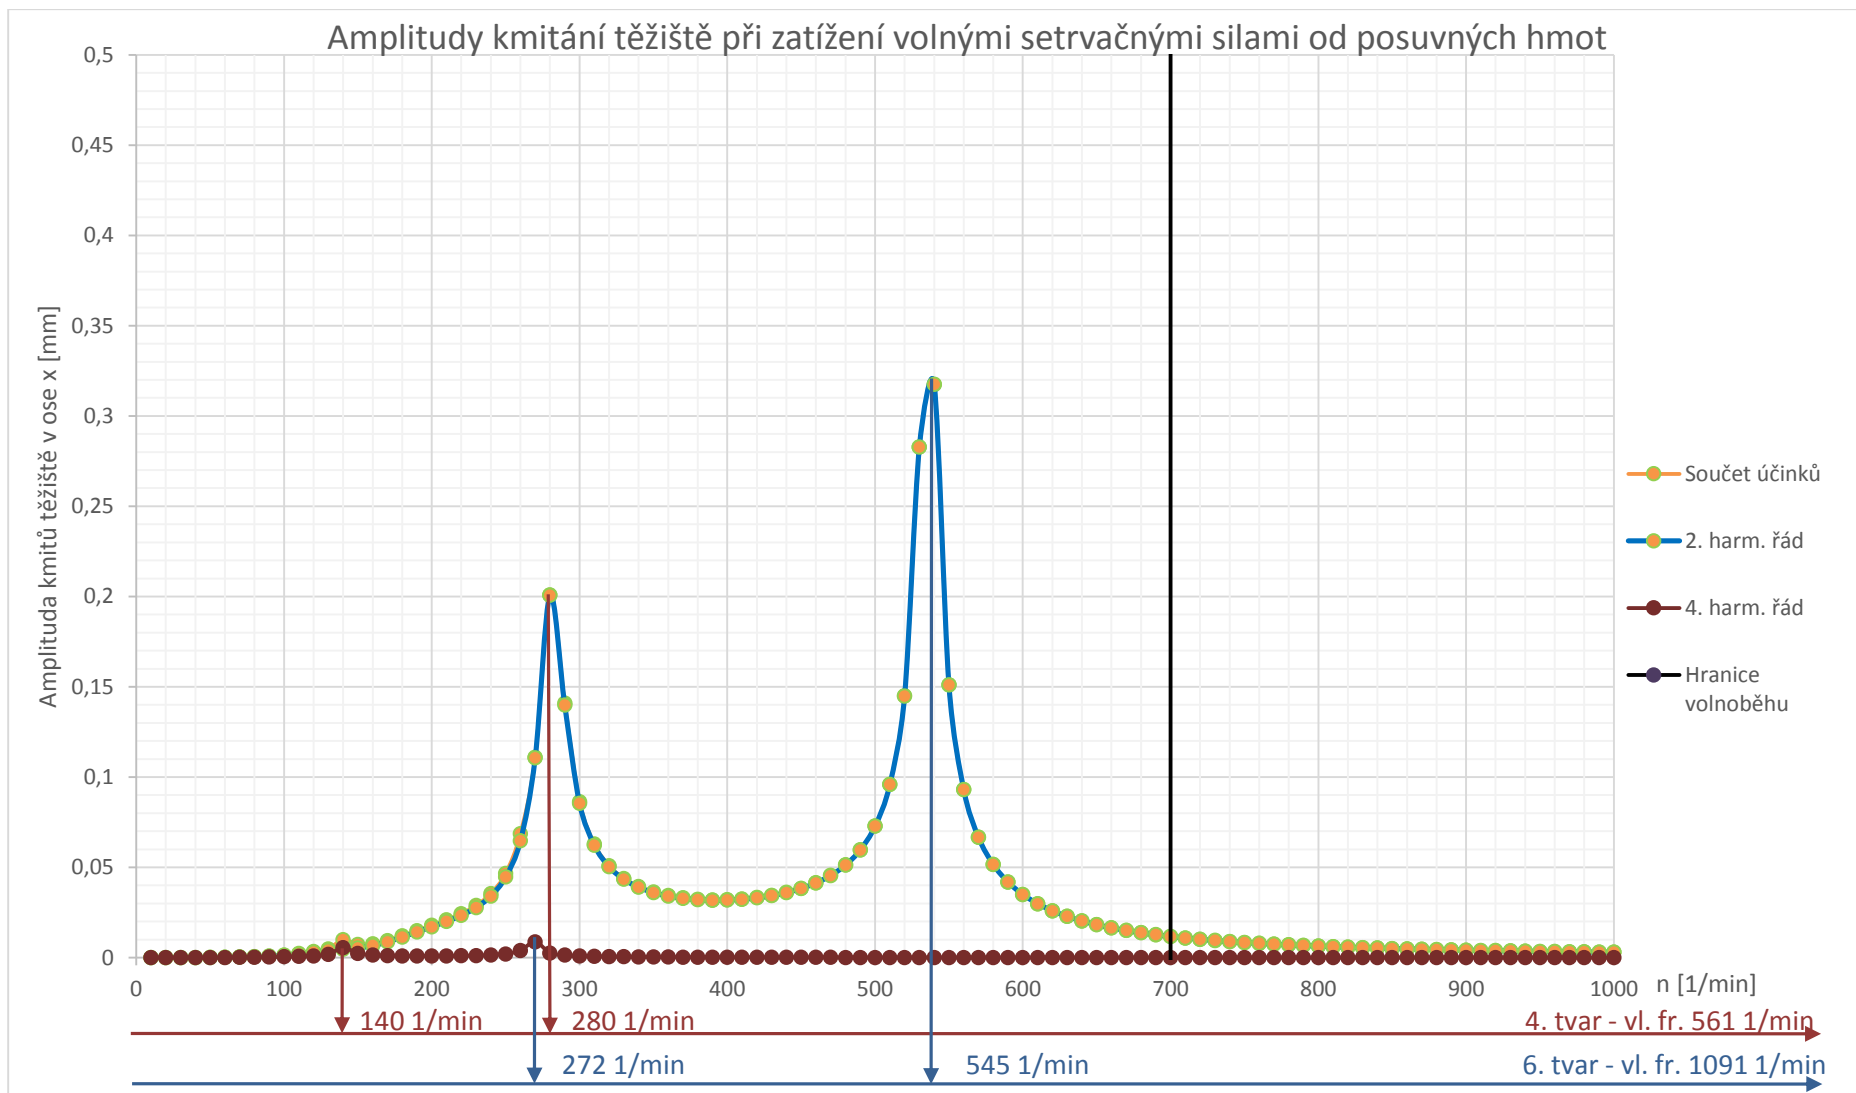 Amplitudy kmitání těžiště při zatížení volnými setrvačnými silami od posuvných hmot
Amplituda kmitů těžiště v ose x [mm]
0,5
0,45
0,4
0,35
0,3
0,25
0,2
0,15
0,1
0,05
0
0 100 200 300 400 500 600 700 800 900 1000 n [1/min]
Součet účinků
2. harm. řád
4. harm. řád
Hranice
volnoběhu
140 1/min 280 1/min 4. tvar - vl. fr. 561 1/min
272 1/min 545 1/min 6. tvar - vl. fr. 1091 1/min